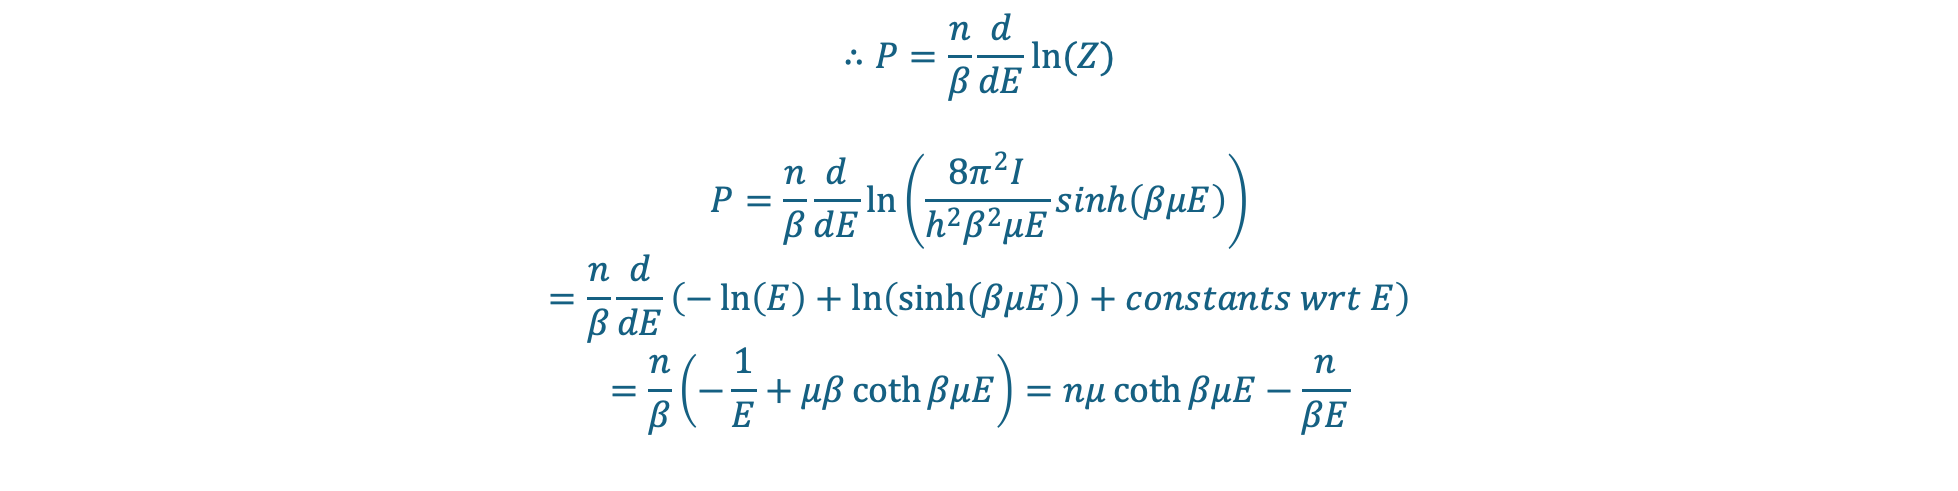 ∴ P = n/β d/dE ln(Z)
P = n/β d/dE ln(8π²I/h²β²μE sinh(βμE))
= n/β d/dE (− ln(E) + ln(sinh(βμE)) + constants wrt E)
= n/β (− 1/E + μβ coth βμE) = nμ coth βμE − n/βE